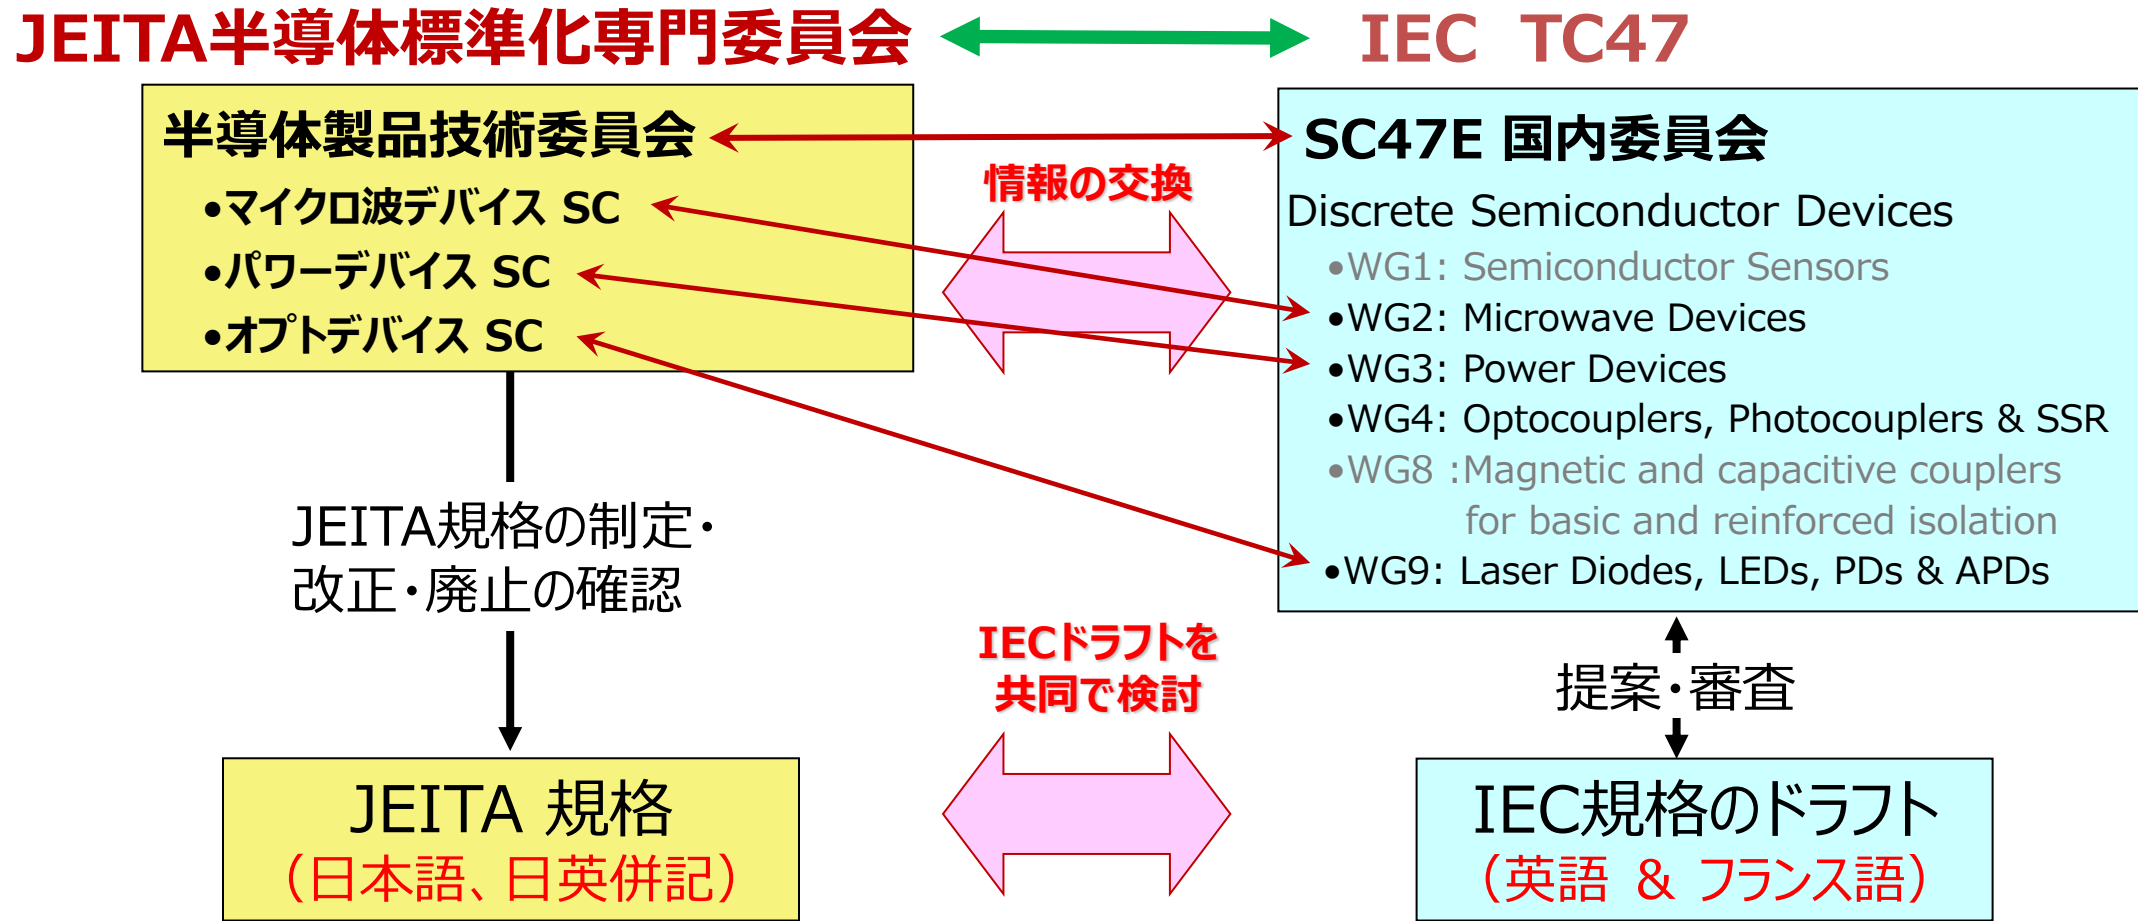 JEITA半導体標準化専門委員会
IEC TC47
半導体製品技術委員会
•マイクロ波デバイス SC
•パワーデバイス SC
•オプトデバイス SC
情報の交換
SC47E 国内委員会
Discrete Semiconductor Devices
•WG1: Semiconductor Sensors
•WG2: Microwave Devices
•WG3: Power Devices
•WG4: Optocouplers, Photocouplers & SSR
•WG8 :Magnetic and capacitive couplers
for basic and reinforced isolation
•WG9: Laser Diodes, LEDs, PDs & APDs
JEITA規格の制定・
改正・廃止の確認
IECドラフトを
共同で検討
提案・審査
JEITA 規格
（日本語、日英併記）
IEC規格のドラフト
（英語 & フランス語）